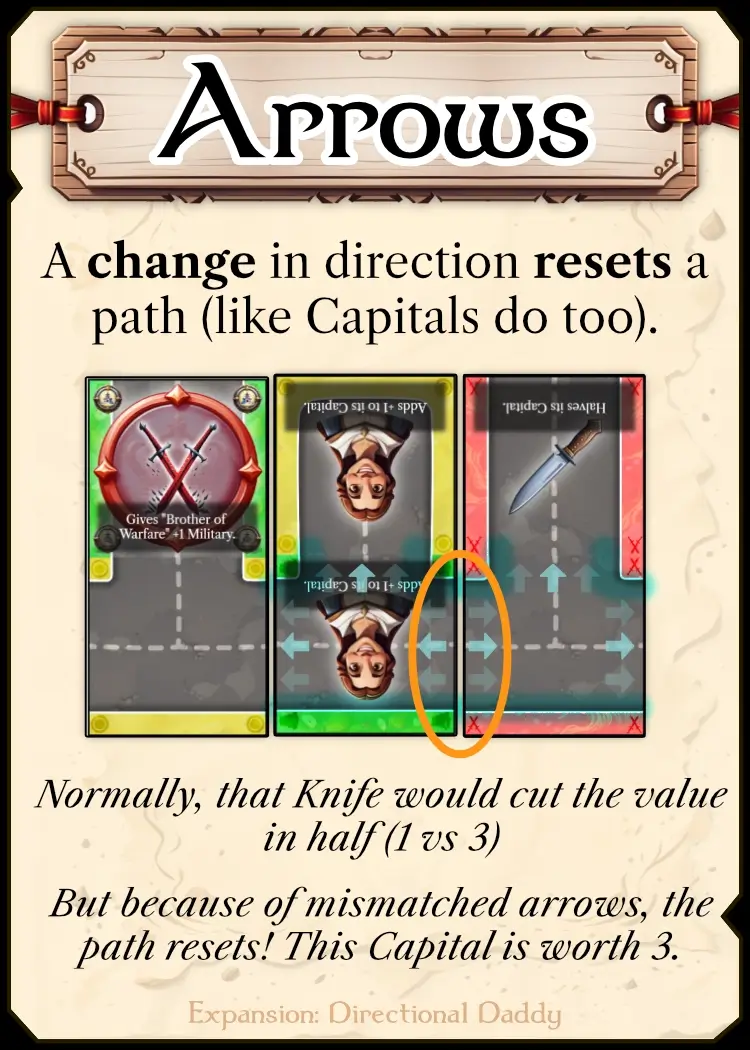 Arrows
A change in direction resets a
path (like Capitals do too).
Adds +1 to its Capital.
Halves its Capital.
Gives "Brother of
Warfare" +1 Military.
Adds +1 to its Capital.
Normally, that Knife would cut the value
in half (1 vs 3)
But because of mismatched arrows, the
path resets! This Capital is worth 3.
Expansion: Directional Daddy